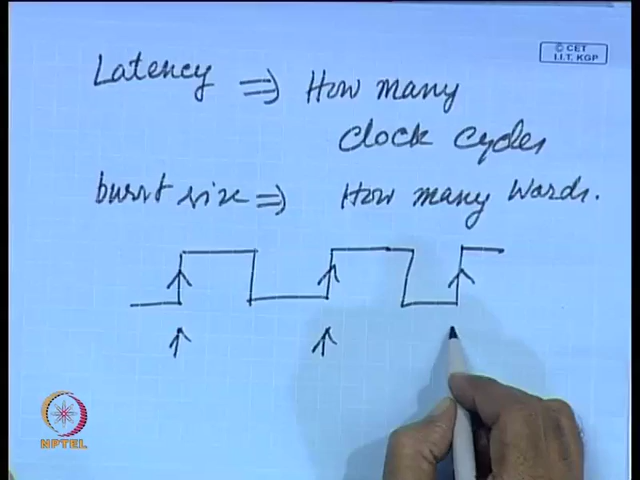 © CET
I.I.T. KGP
Latency ⇒ How many
clock cycles
burst size ⇒ How many words.
NPTEL